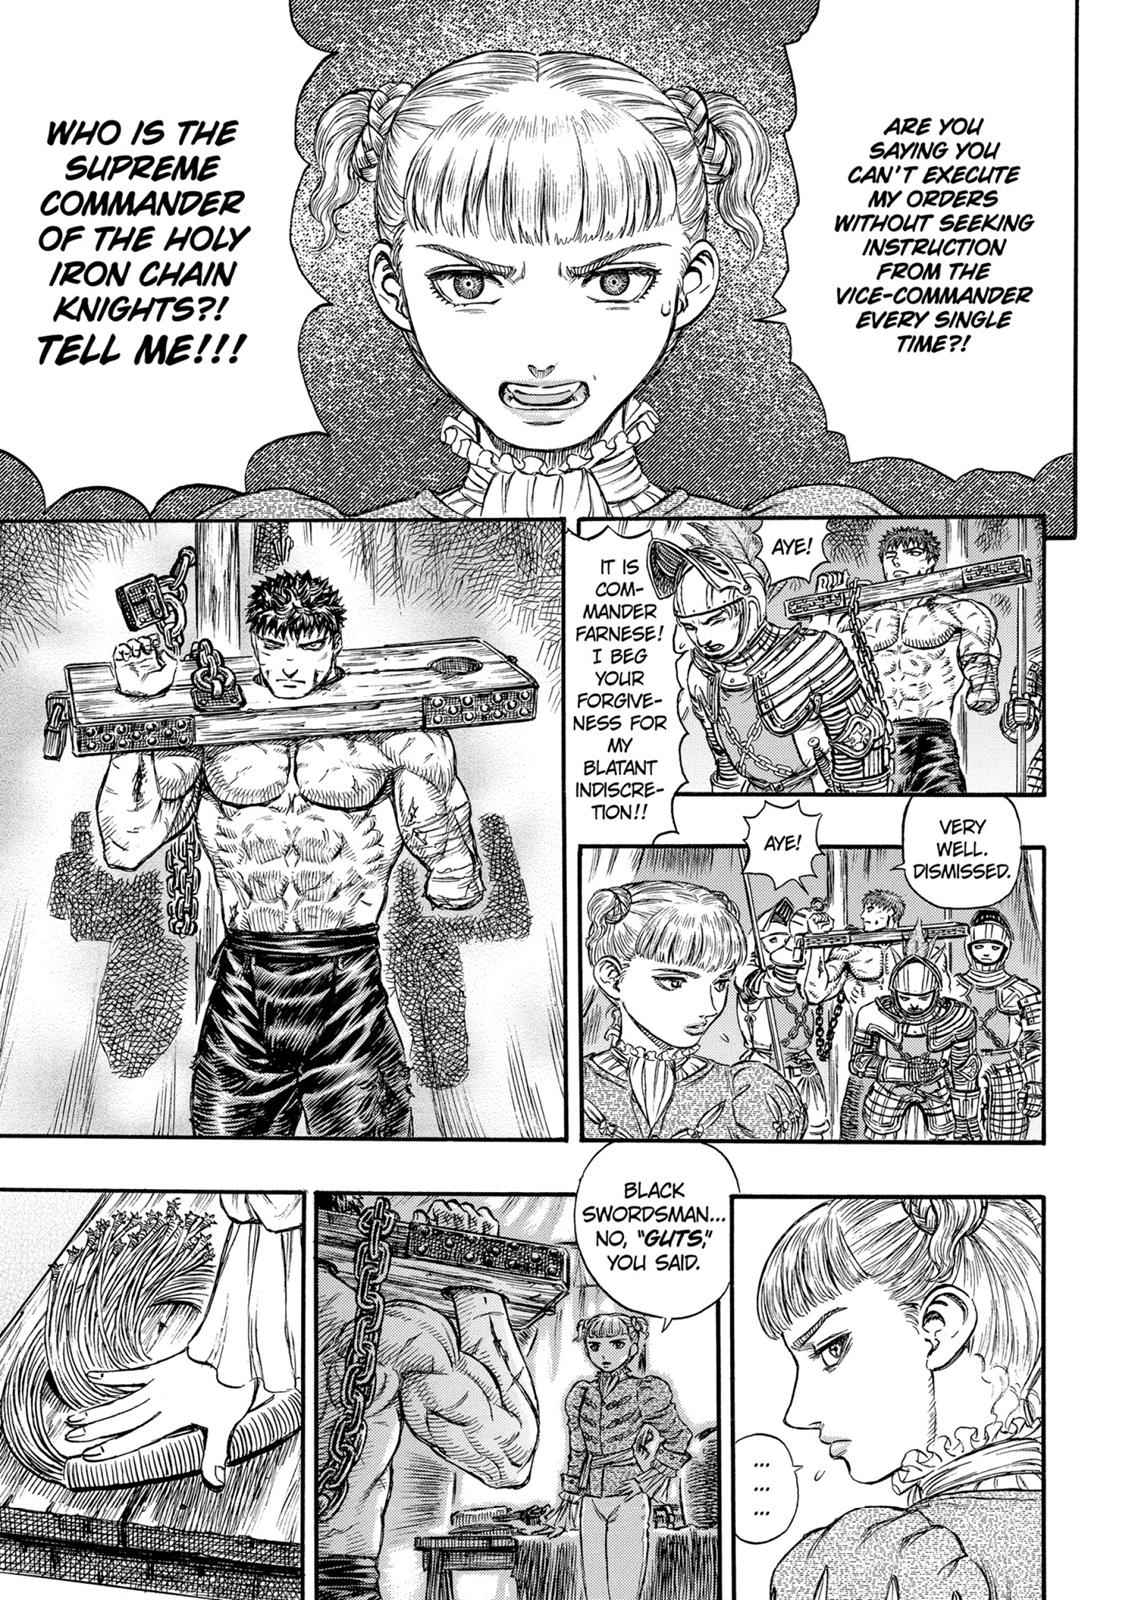 ARE YOU
SAYING YOU
CAN'T EXECUTE
MY ORDERS
WITHOUT SEEKING
INSTRUCTION
FROM THE
VICE-COMMANDER
EVERY SINGLE
TIME?!
WHO IS THE
SUPREME
COMMANDER
OF THE HOLY
IRON CHAIN
KNIGHTS?!
TELL ME!!!
AYE!
IT IS
COM-
MANDER
FARNESE!
I BEG
YOUR
FORGIVE-
NESS FOR
MY
BLATANT
INDISCRE-
TION!!
VERY
WELL.
DISMISSED.
AYE!
...
...
...
BLACK
SWORDSMAN...
NO, "GUTS,"
YOU SAID.